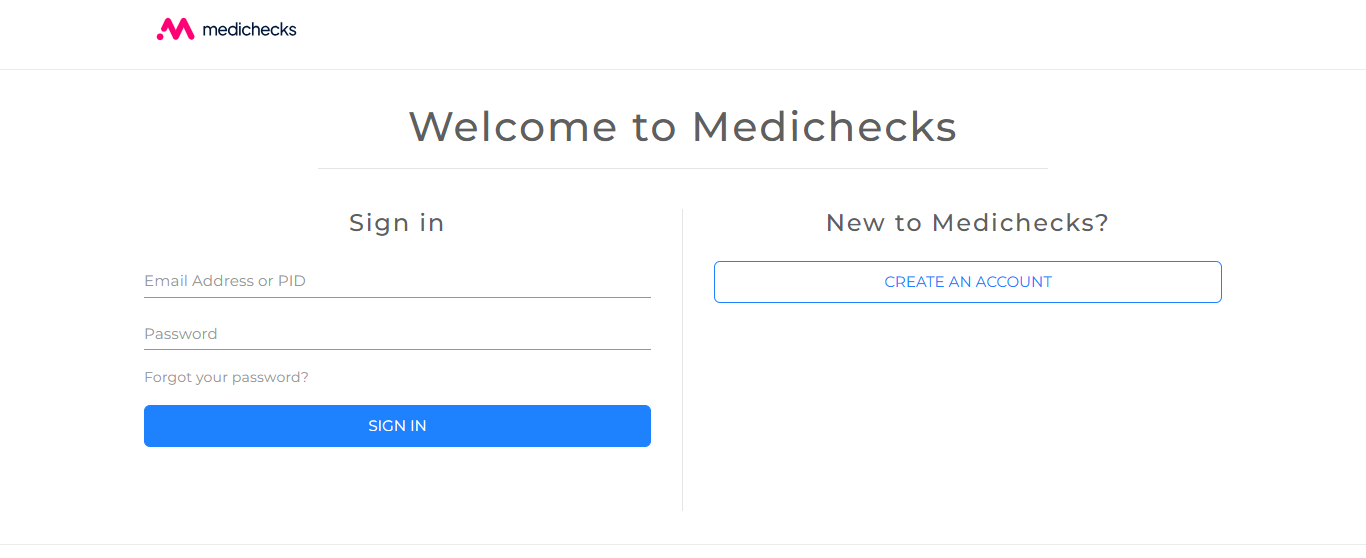 medichecks
Welcome to Medichecks
Sign in
Email Address or PID
Password
Forgot your password?
SIGN IN
New to Medichecks?
CREATE AN ACCOUNT